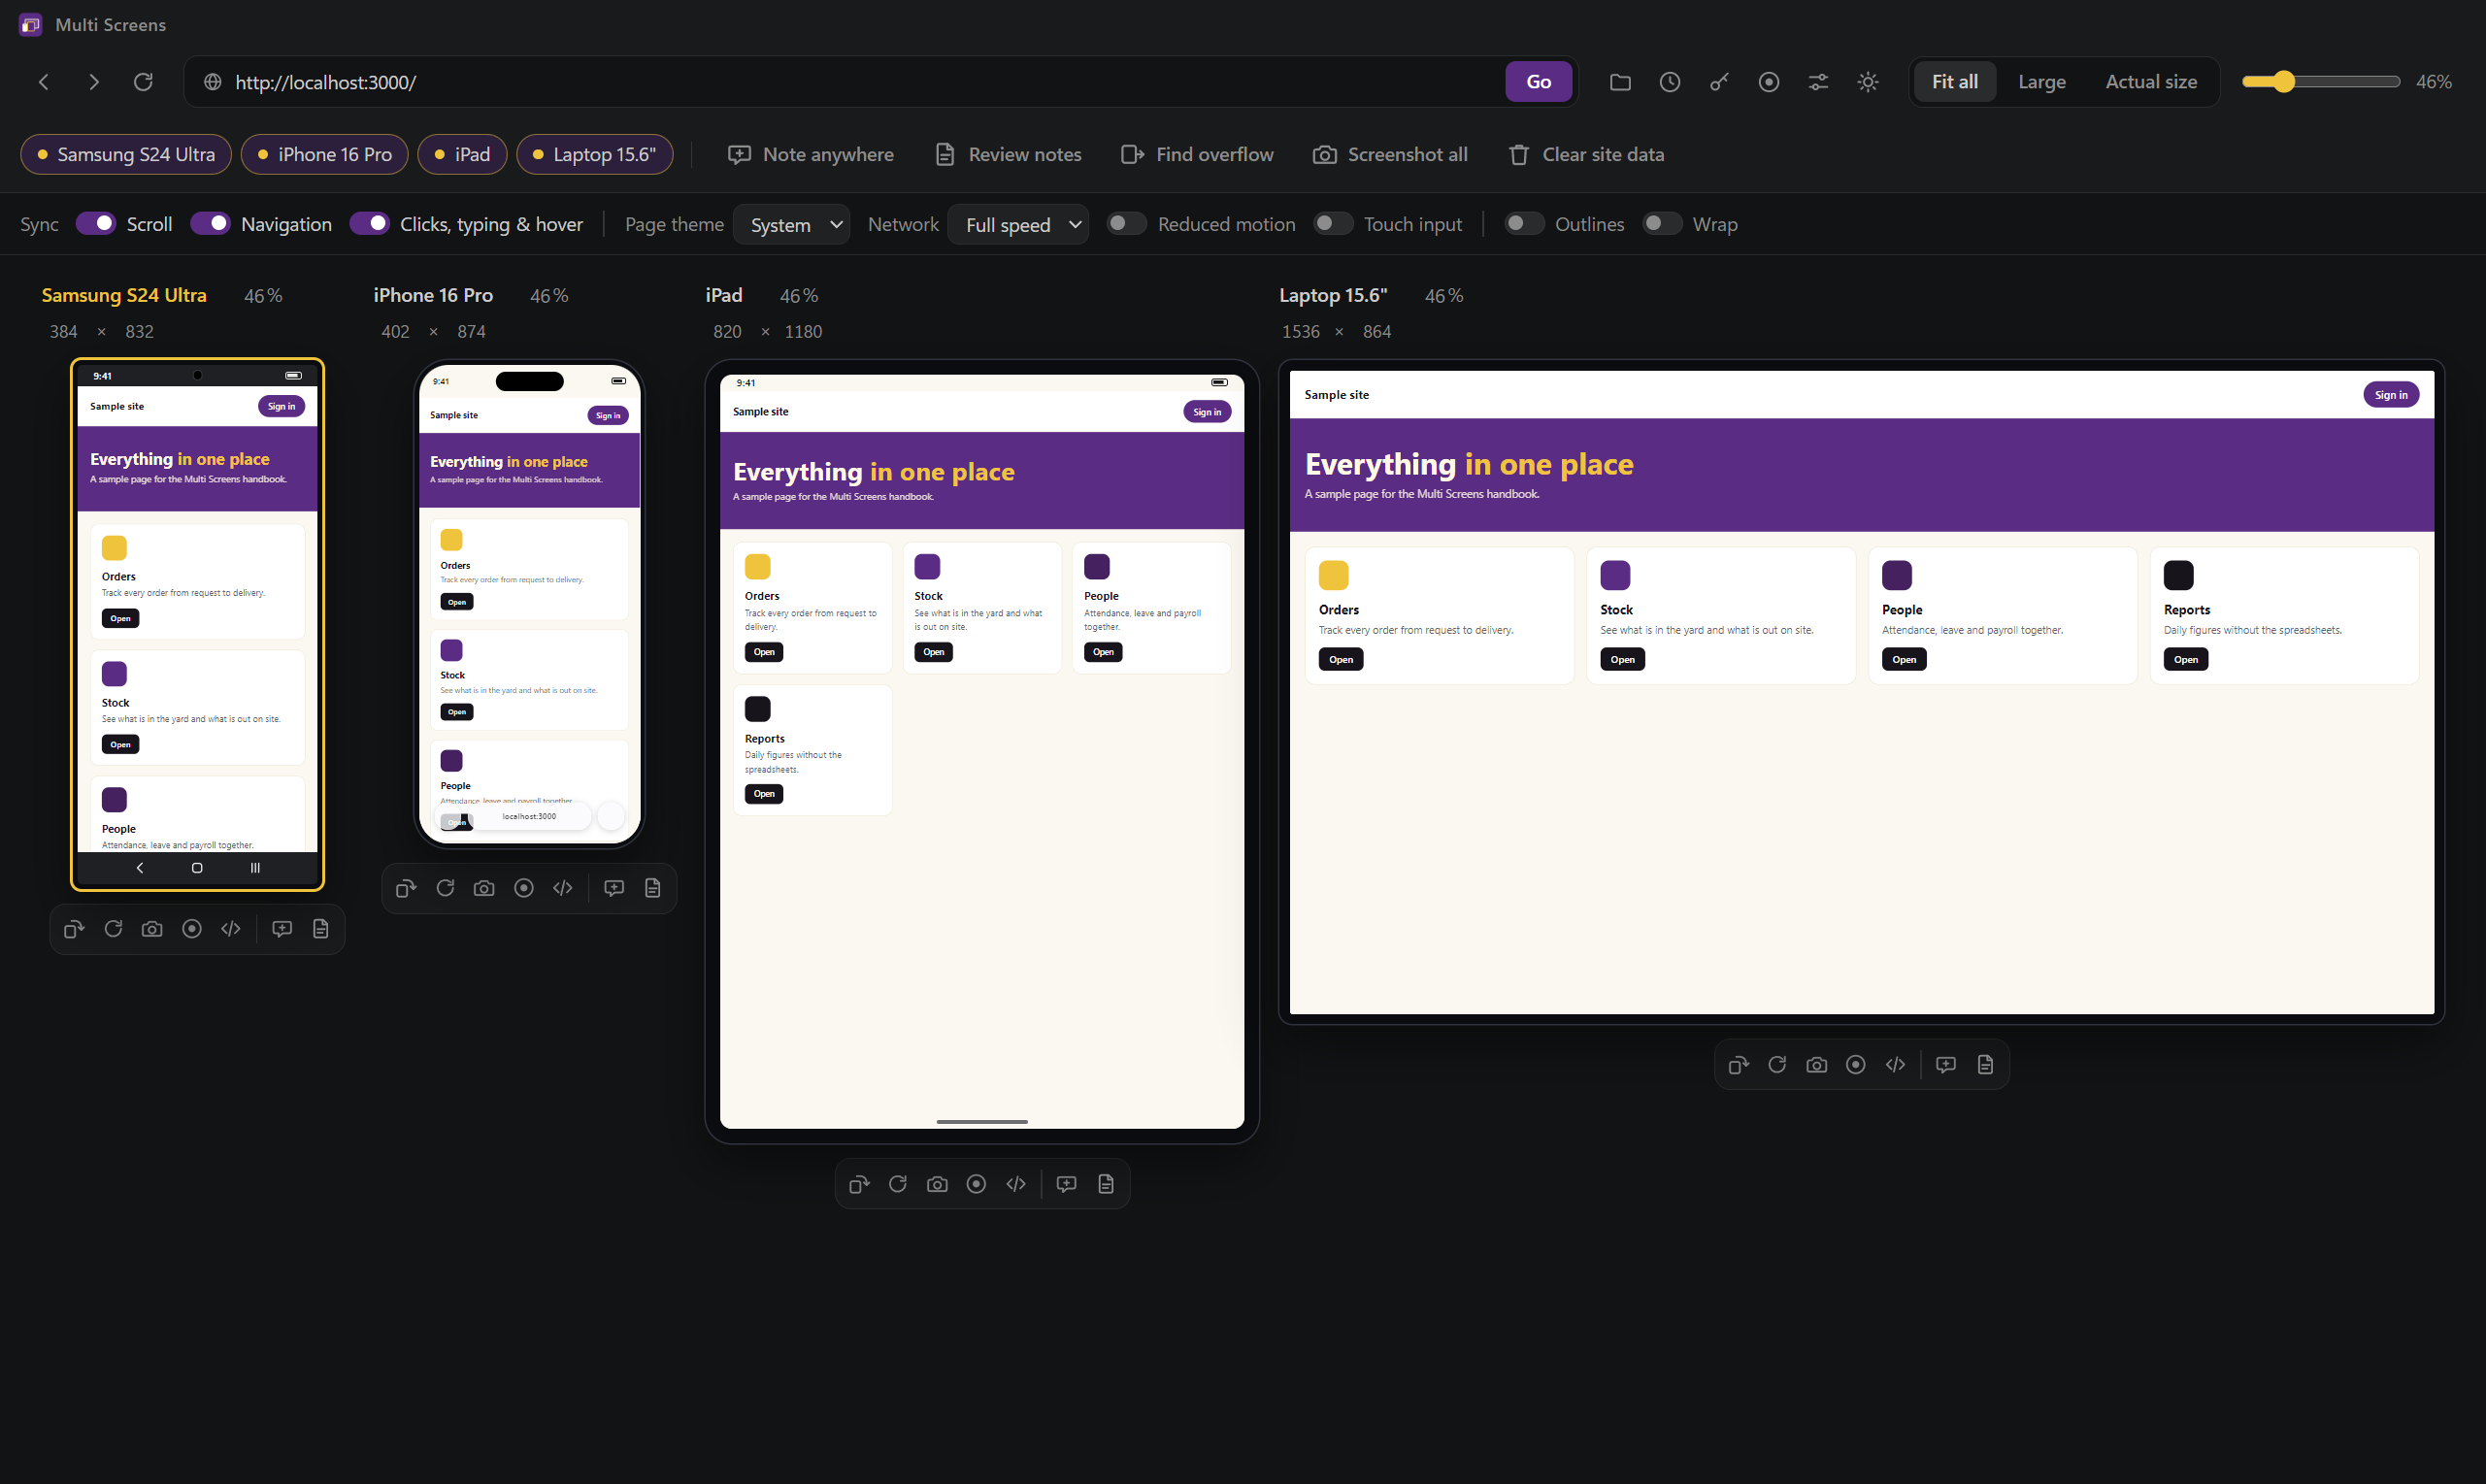 Multi Screens
http://localhost:3000/
Go
Fit all
Large
Actual size
46%
Samsung S24 Ultra
iPhone 16 Pro
iPad
Laptop 15.6"
Note anywhere
Review notes
Find overflow
Screenshot all
Clear site data
Sync
Scroll
Navigation
Clicks, typing & hover
Page theme
System
Network
Full speed
Reduced motion
Touch input
Outlines
Wrap
Samsung S24 Ultra 46%
384 × 832
9:41
Sample site
Sign in
Everything in one place
A sample page for the Multi Screens handbook.
Orders
Track every order from request to delivery.
Open
Stock
See what is in the yard and what is out on site.
Open
People
Attendance, leave and payroll together.
iPhone 16 Pro 46%
402 × 874
9:41
Sample site
Sign in
Everything in one place
A sample page for the Multi Screens handbook.
Orders
Track every order from request to delivery.
Open
Stock
See what is in the yard and what is out on site.
Open
People
Attendance, leave and payroll together.
Open
localhost:3000
iPad 46%
820 × 1180
9:41
Sample site
Sign in
Everything in one place
A sample page for the Multi Screens handbook.
Orders
Track every order from request to
delivery.
Open
Stock
See what is in the yard and what
is out on site.
Open
People
Attendance, leave and payroll
together.
Open
Reports
Daily figures without the
spreadsheets.
Open
Laptop 15.6" 46%
1536 × 864
Sample site
Sign in
Everything in one place
A sample page for the Multi Screens handbook.
Orders
Track every order from request to delivery.
Open
Stock
See what is in the yard and what is out on site.
Open
People
Attendance, leave and payroll together.
Open
Reports
Daily figures without the spreadsheets.
Open